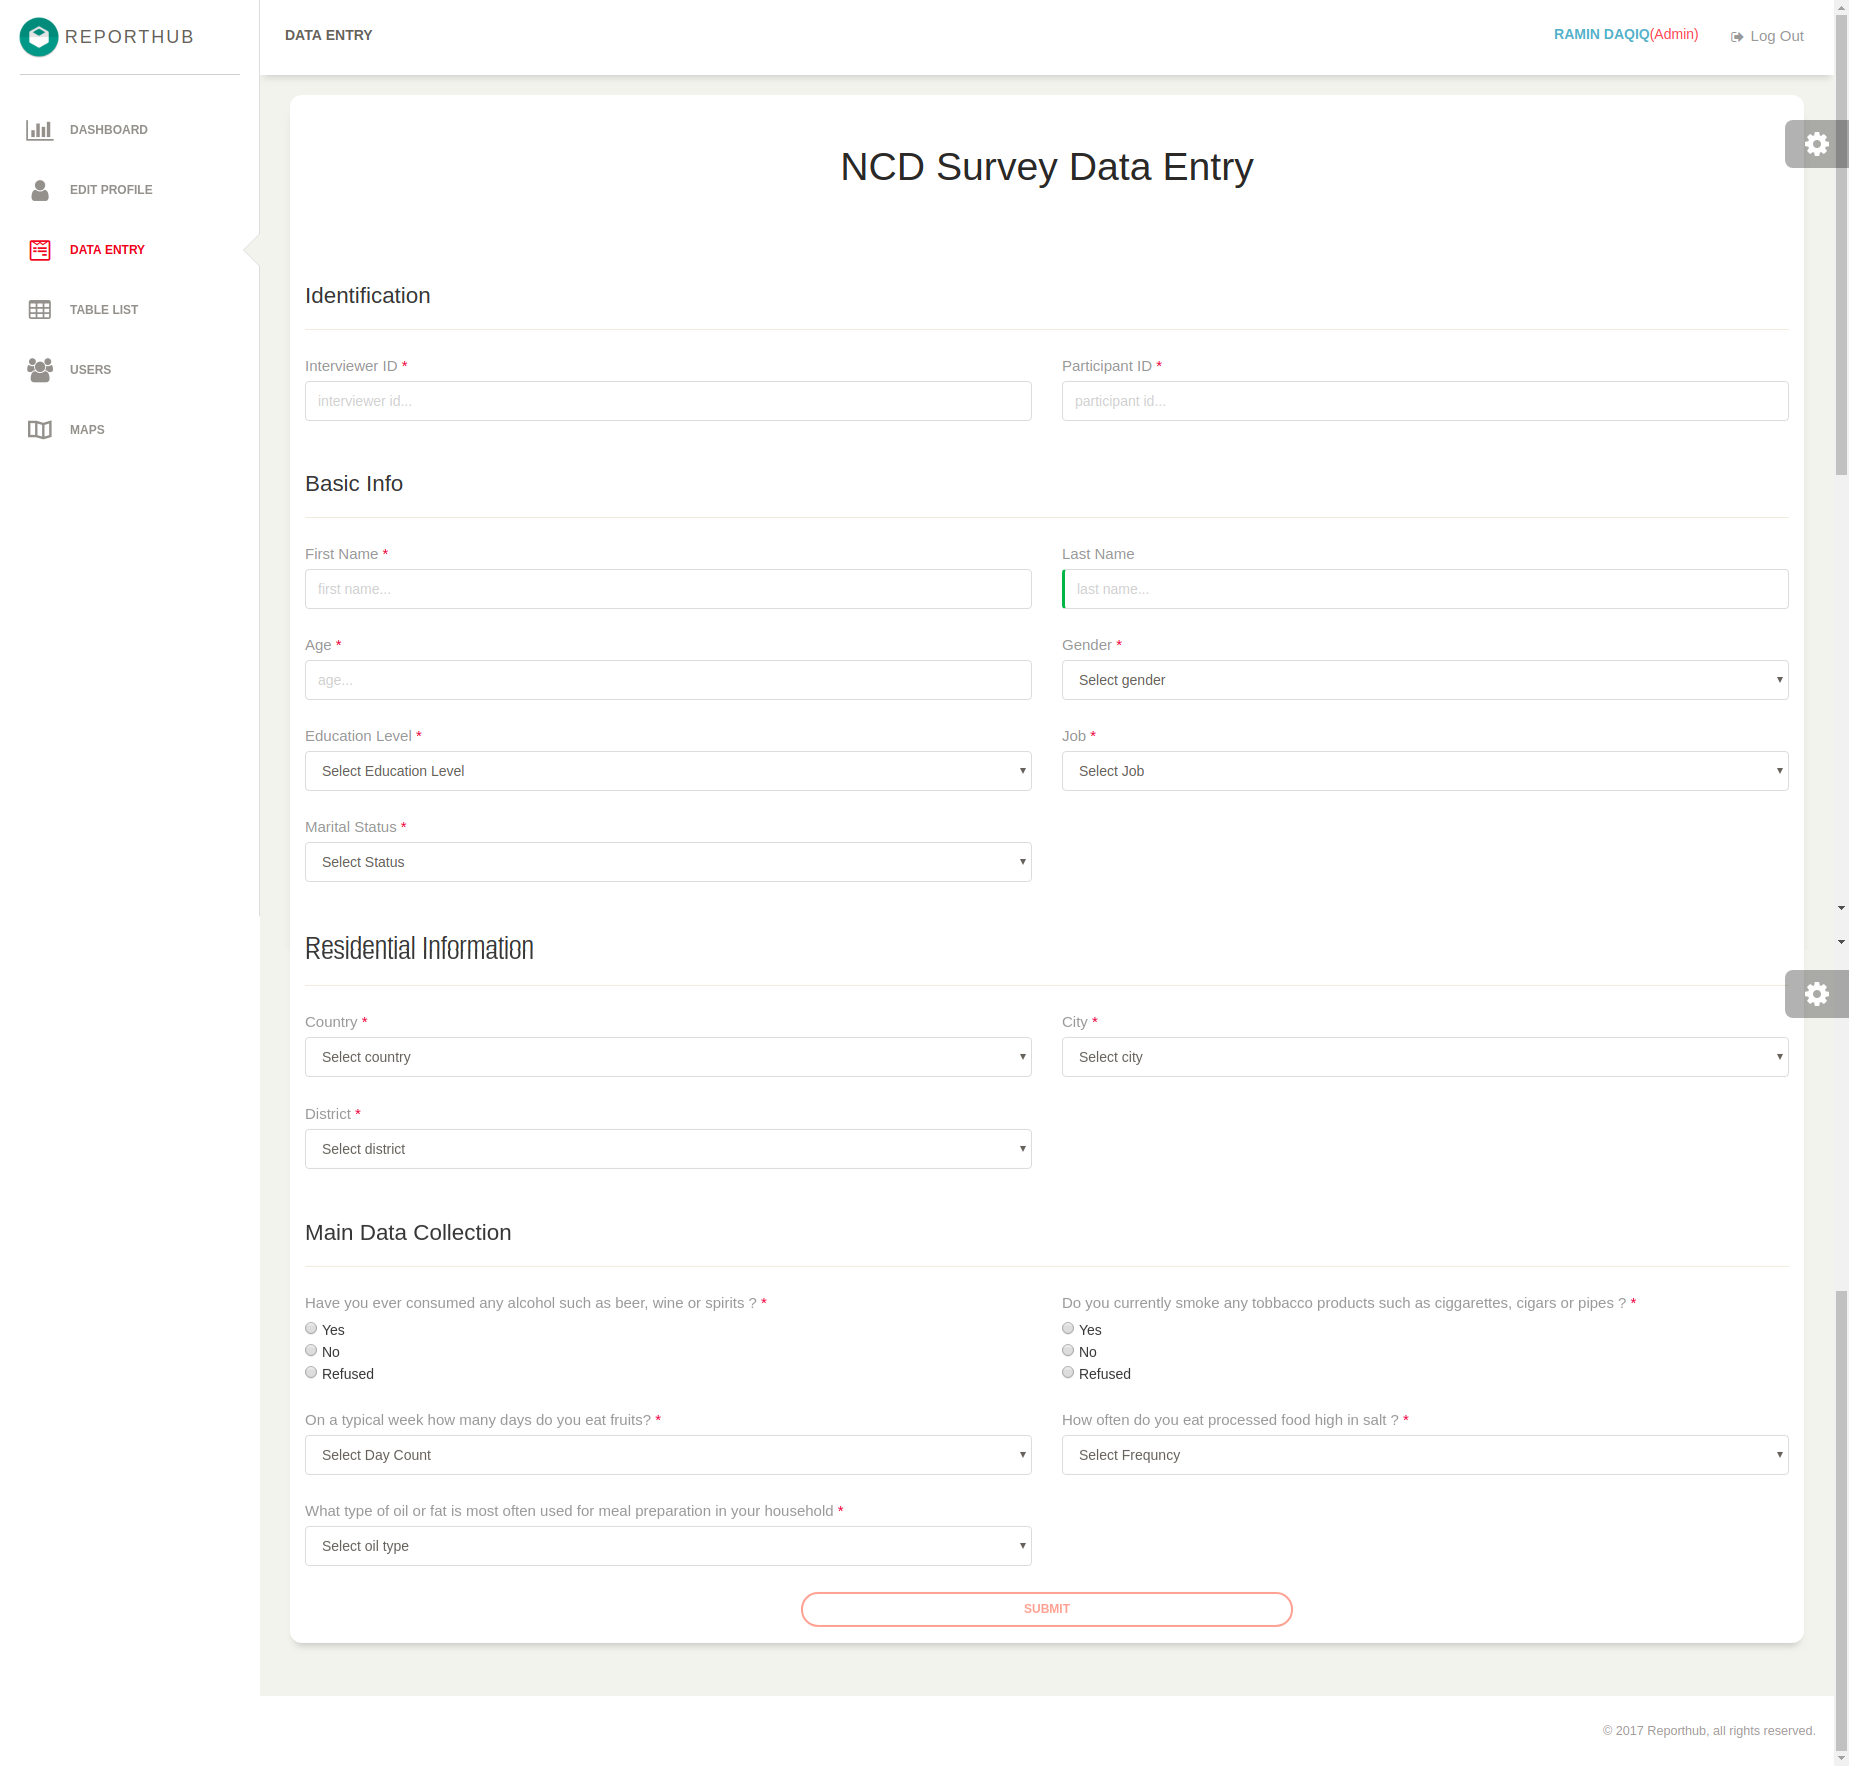 REPORTHUB
DATA ENTRY
RAMIN DAQIQ(Admin)
Log Out
DASHBOARD
EDIT PROFILE
DATA ENTRY
TABLE LIST
USERS
MAPS
NCD Survey Data Entry
Identification
Interviewer ID *
Participant ID *
interviewer id...
participant id...
Basic Info
First Name *
Last Name
first name...
last name...
Age *
Gender *
age...
Select gender
Education Level *
Job *
Select Education Level
Select Job
Marital Status *
Select Status
Residential Information
Country *
City *
Select country
Select city
District *
Select district
Main Data Collection
Have you ever consumed any alcohol such as beer, wine or spirits ? *
Do you currently smoke any tobbacco products such as ciggarettes, cigars or pipes ? *
Yes
Yes
No
No
Refused
Refused
On a typical week how many days do you eat fruits? *
How often do you eat processed food high in salt ? *
Select Day Count
Select Frequncy
What type of oil or fat is most often used for meal preparation in your household *
Select oil type
SUBMIT
© 2017 Reporthub, all rights reserved.